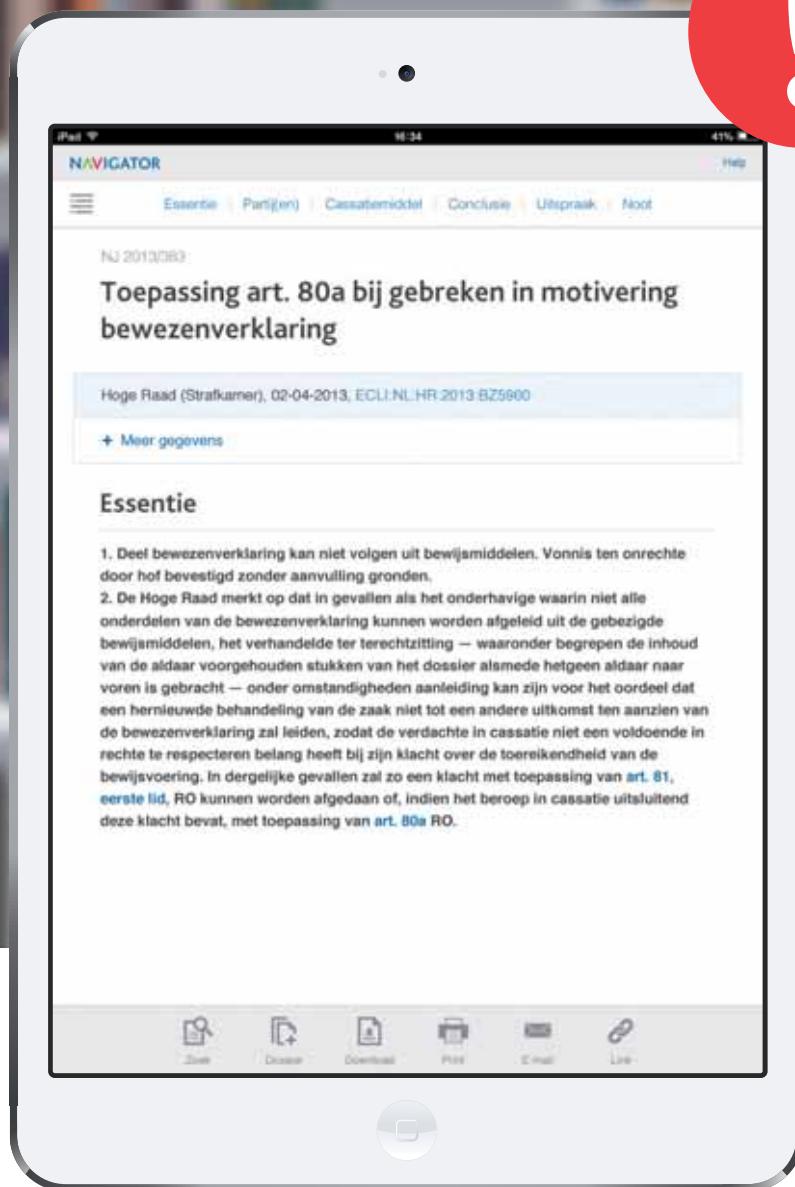 iPad 16:34 41%
NAVIGATOR Help
Essentie Partij(en) Cassatiemiddel Conclusie Uitspraak Noot
NJ 2013/383
Toepassing art. 80a bij gebreken in motivering
bewezenverklaring
Hoge Raad (Strafkamer), 02-04-2013, ECLI:NL:HR:2013:BZ5900
+ Meer gegevens
Essentie
1. Deel bewezenverklaring kan niet volgen uit bewijsmiddelen. Vonnis ten onrechte
door hof bevestigd zonder aanvulling gronden.
2. De Hoge Raad merkt op dat in gevallen als het onderhavige waarin niet alle
onderdelen van de bewezenverklaring kunnen worden afgeleid uit de gebezigde
bewijsmiddelen, het verhandelde ter terechtzitting — waaronder begrepen de inhoud
van de aldaar voorgehouden stukken van het dossier alsmede hetgeen aldaar naar
voren is gebracht — onder omstandigheden aanleiding kan zijn voor het oordeel dat
een hernieuwde behandeling van de zaak niet tot een andere uitkomst ten aanzien van
de bewezenverklaring zal leiden, zodat de verdachte in cassatie niet een voldoende in
rechte te respecteren belang heeft bij zijn klacht over de toereikendheid van de
bewijsvoering. In dergelijke gevallen zal zo een klacht met toepassing van art. 81,
eerste lid, RO kunnen worden afgedaan of, indien het beroep in cassatie uitsluitend
deze klacht bevat, met toepassing van art. 80a RO.
Zoek Dossier Download Print E-mail Link